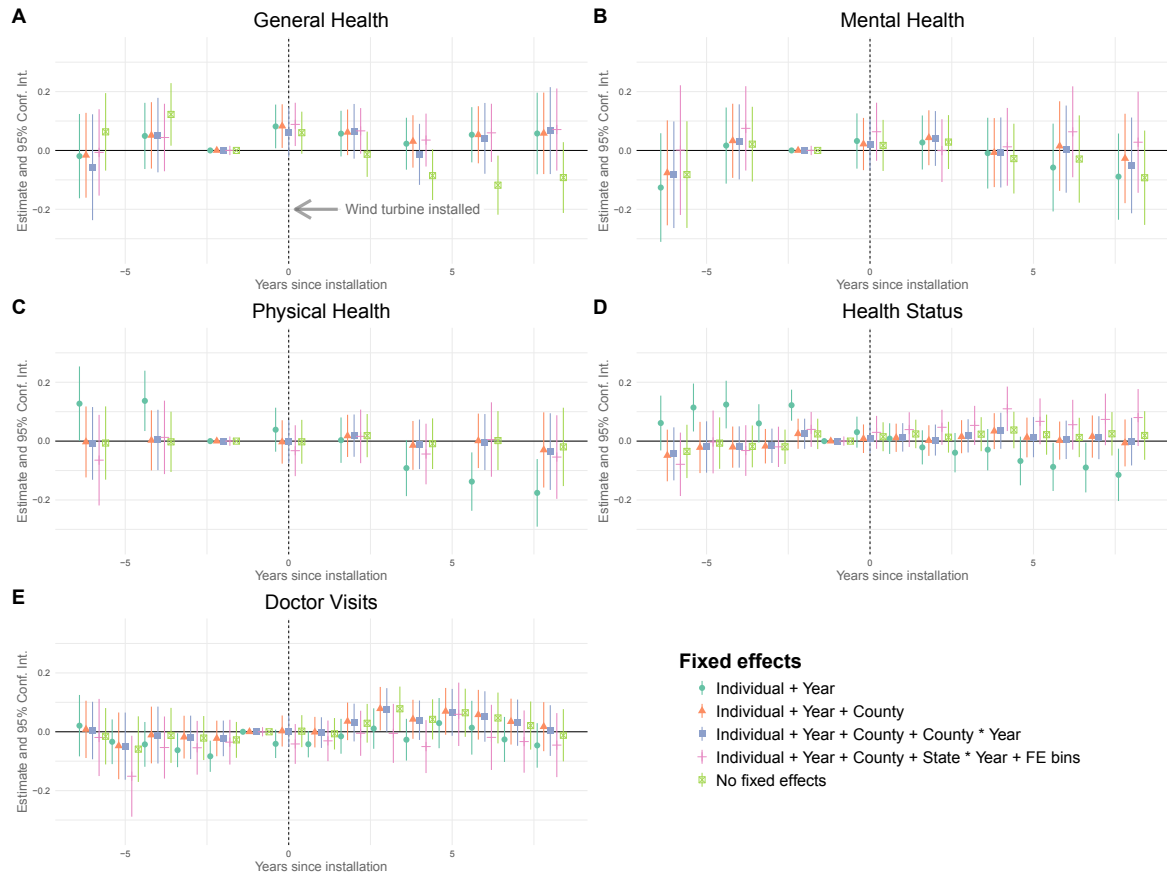 A
General Health
Estimate and 95% Conf. Int.
0.2
0.0
−0.2
Wind turbine installed
−5
0
5
Years since installation
B
Mental Health
Estimate and 95% Conf. Int.
0.2
0.0
−0.2
−5
0
5
Years since installation
C
Physical Health
Estimate and 95% Conf. Int.
0.2
0.0
−0.2
−5
0
5
Years since installation
D
Health Status
Estimate and 95% Conf. Int.
0.2
0.0
−0.2
−5
0
5
Years since installation
E
Doctor Visits
Estimate and 95% Conf. Int.
0.2
0.0
−0.2
−5
0
5
Years since installation
Fixed effects
Individual + Year
Individual + Year + County
Individual + Year + County + County * Year
Individual + Year + County + State * Year + FE bins
No fixed effects